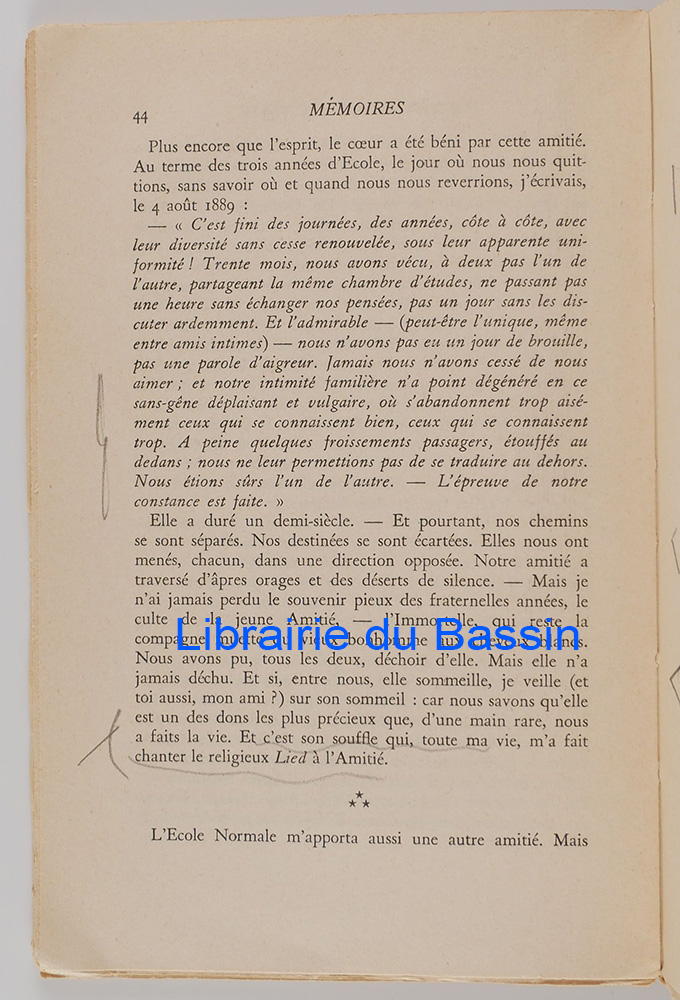 44
MÉMOIRES
Plus encore que l'esprit, le cœur a été béni par cette amitié.
Au terme des trois années d'Ecole, le jour où nous nous quit-
tions, sans savoir où et quand nous nous reverrions, j'écrivais,
le 4 août 1889 :
— « C'est fini des journées, des années, côte à côte, avec
leur diversité sans cesse renouvelée, sous leur apparente uni-
formité ! Trente mois, nous avons vécu, à deux pas l'un de
l'autre, partageant la même chambre d'études, ne passant pas
une heure sans échanger nos pensées, pas un jour sans les dis-
cuter ardemment. Et l'admirable — (peut-être l'unique, même
entre amis intimes) — nous n'avons pas eu un jour de brouille,
pas une parole d'aigreur. Jamais nous n'avons cessé de nous
aimer ; et notre intimité familière n'a point dégénéré en ce
sans-gêne déplaisant et vulgaire, où s'abandonnent trop aisé-
ment ceux qui se connaissent bien, ceux qui se connaissent
trop. A peine quelques froissements passagers, étouffés au
dedans ; nous ne leur permettions pas de se traduire au dehors.
Nous étions sûrs l'un de l'autre. — L'épreuve de notre
constance est faite. »
Elle a duré un demi-siècle. — Et pourtant, nos chemins
se sont séparés. Nos destinées se sont écartées. Elles nous ont
menés, chacun, dans une direction opposée. Notre amitié a
traversé d'âpres orages et des déserts de silence. — Mais je
n'ai jamais perdu le souvenir pieux des fraternelles années, le
culte de la jeune Amitié, — l'Immortelle, qui reste la
compagne muette du vieux bonhomme aux cheveux blancs.
Librairie du Bassin
Nous avons pu, tous les deux, déchoir d'elle. Mais elle n'a
jamais déchu. Et si, entre nous, elle sommeille, je veille (et
toi aussi, mon ami ?) sur son sommeil : car nous savons qu'elle
est un des dons les plus précieux que, d'une main rare, nous
a faits la vie. Et c'est son souffle qui, toute ma vie, m'a fait
chanter le religieux Lied à l'Amitié.
L'Ecole Normale m'apporta aussi une autre amitié. Mais